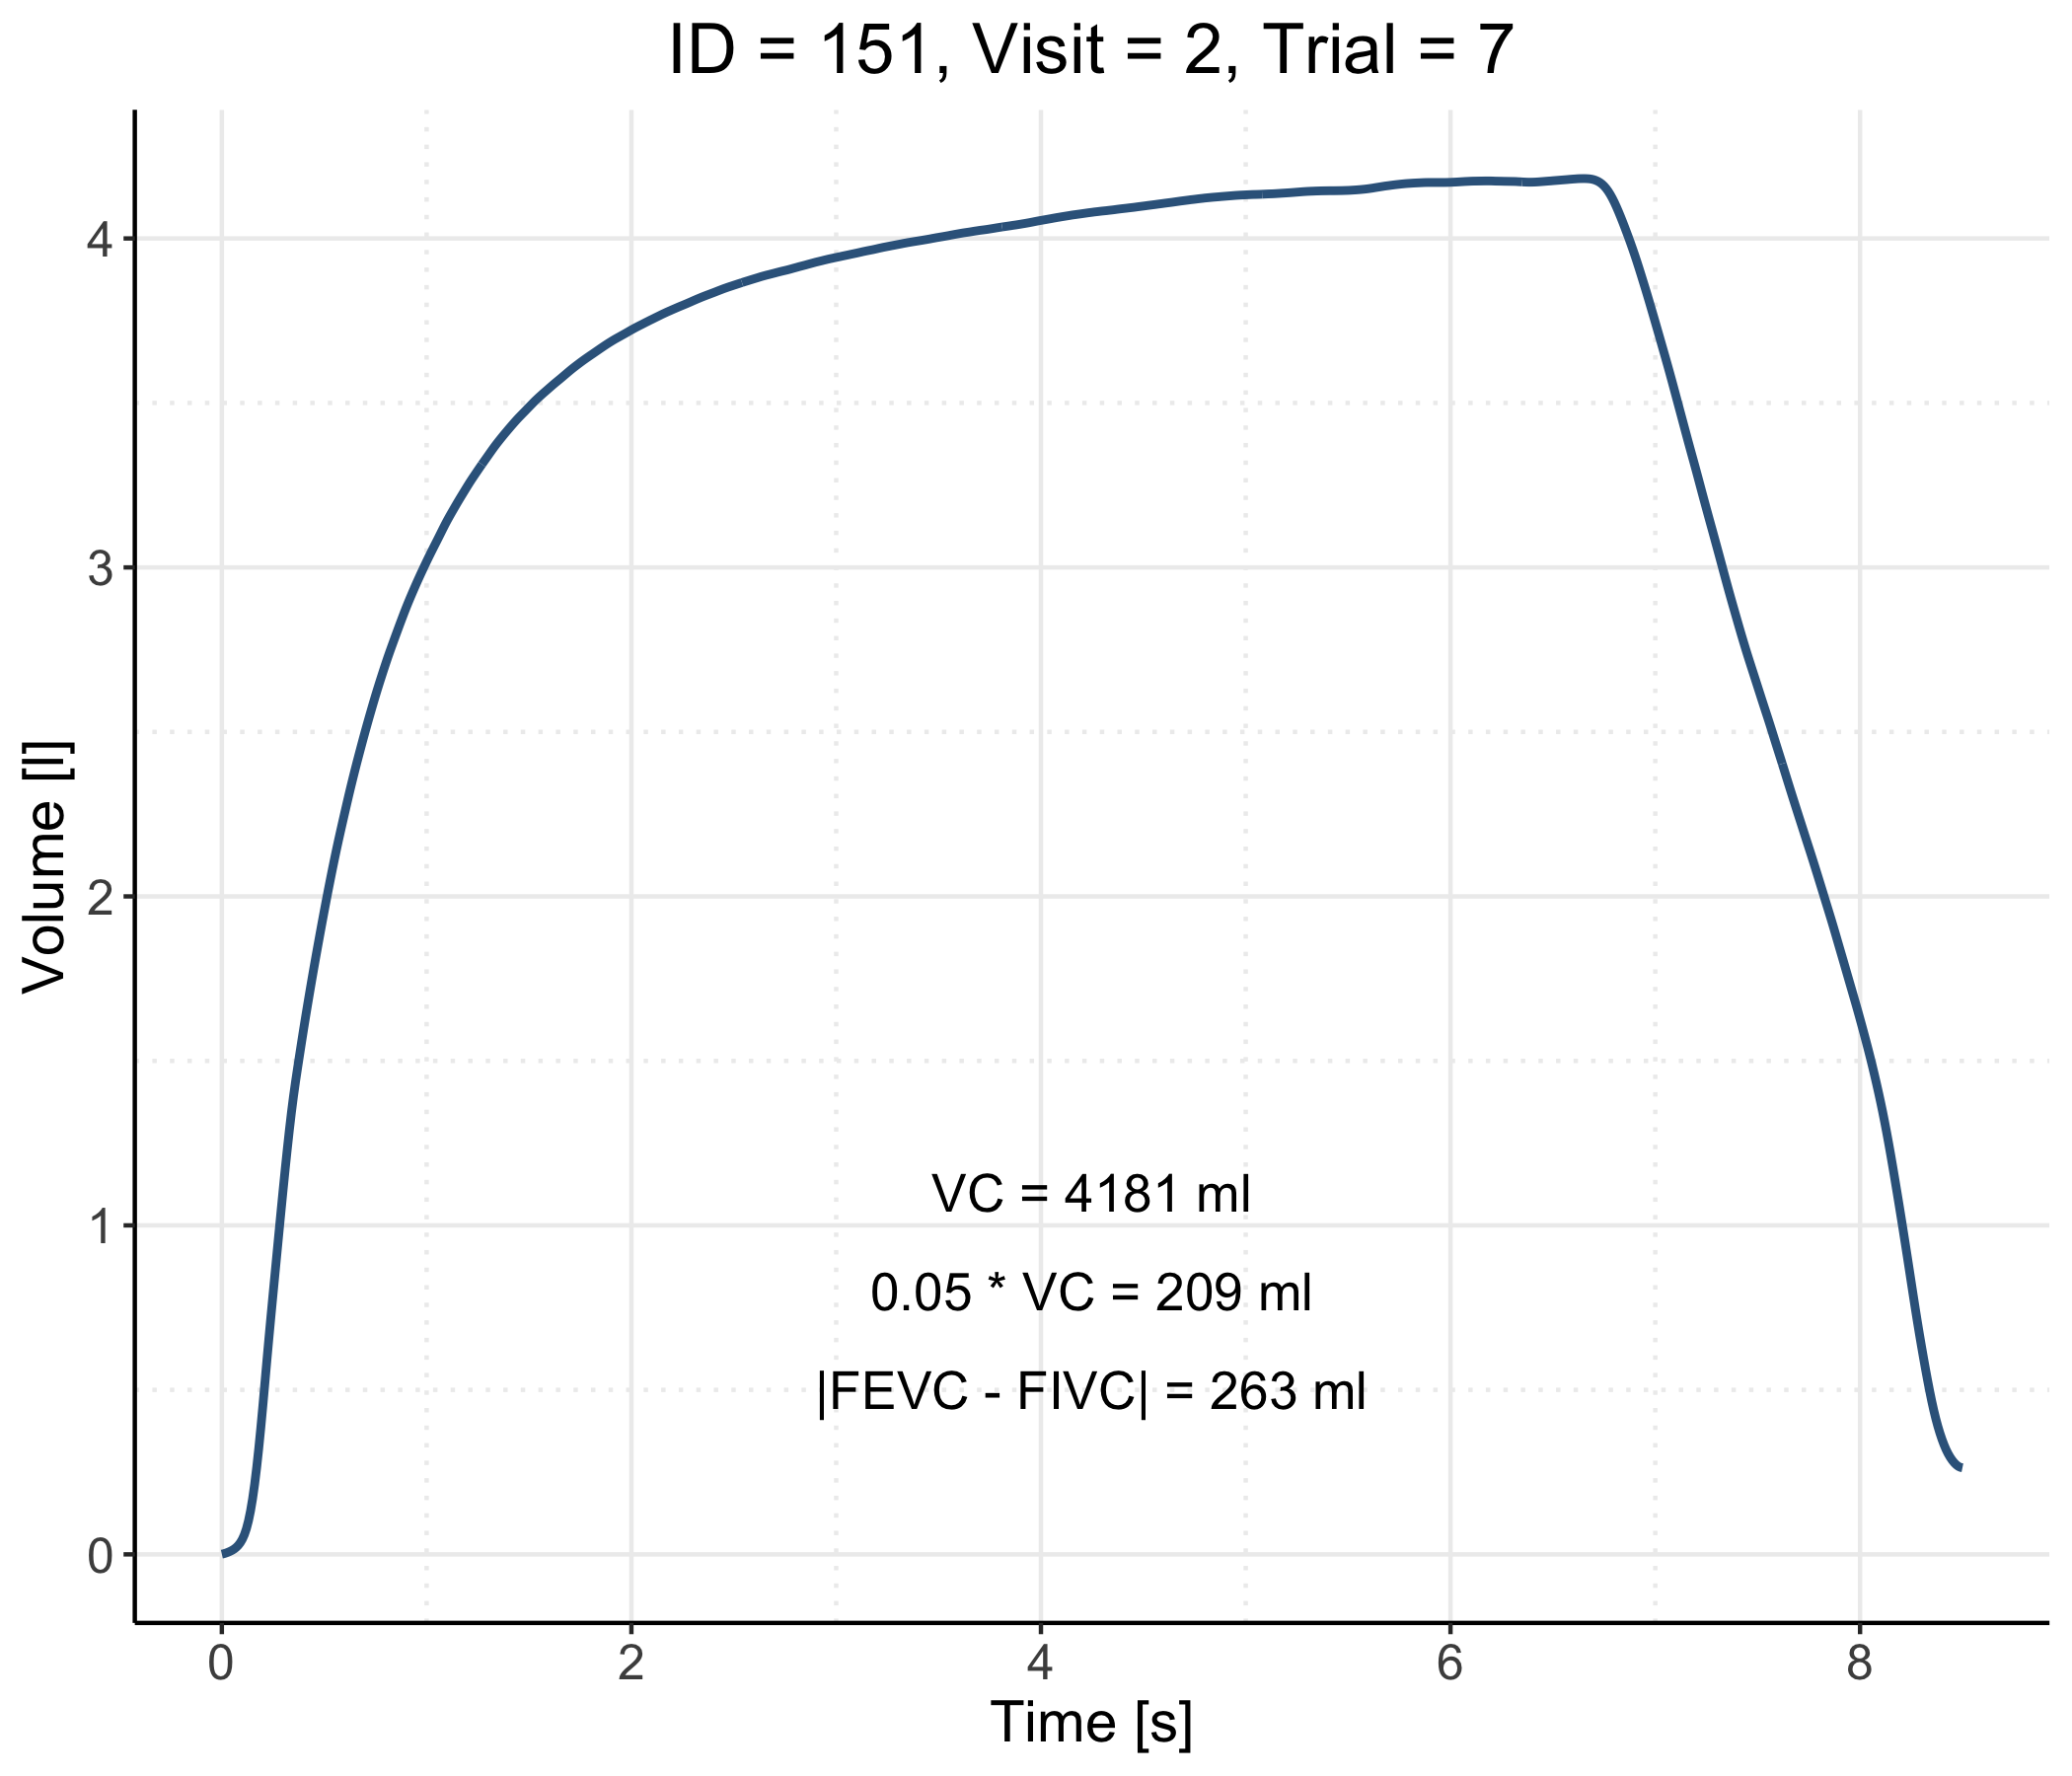 ID = 151, Visit = 2, Trial = 7
Volume [l]
4
3
2
1
0
VC = 4181 ml
0.05 * VC = 209 ml
|FEVC - FIVC| = 263 ml
0 2 4 6 8
Time [s]